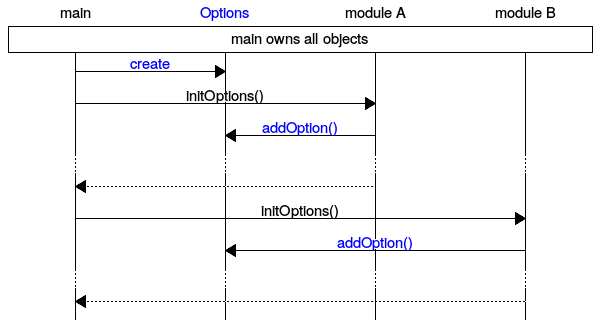 main Options module A module B
main owns all objects
create
initOptions()
addOption()
initOptions()
addOption()